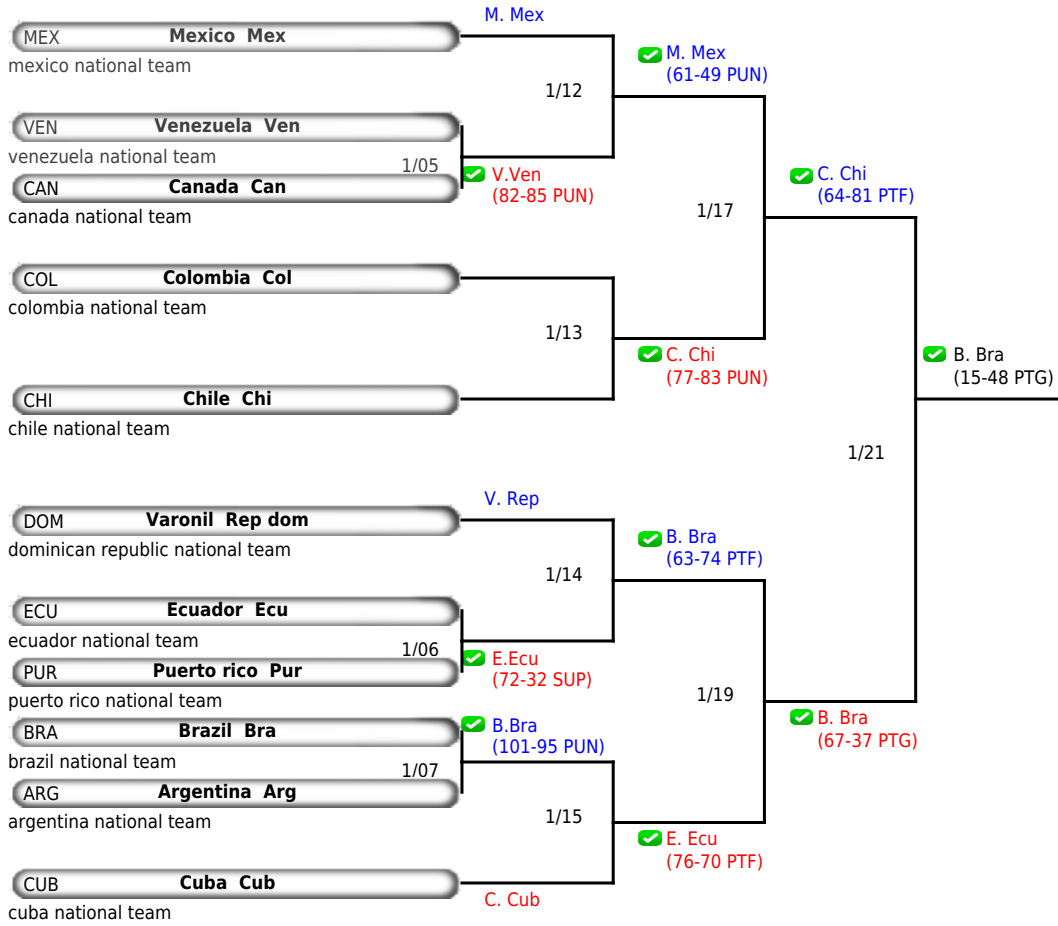 M. Mex
MEX Mexico Mex
mexico national team
M. Mex
(61-49 PUN)
1/12
VEN Venezuela Ven
venezuela national team
1/05
V.Ven
(82-85 PUN)
CAN Canada Can
canada national team
C. Chi
(64-81 PTF)
1/17
COL Colombia Col
colombia national team
1/13
C. Chi
(77-83 PUN)
B. Bra
(15-48 PTG)
CHI Chile Chi
chile national team
1/21
V. Rep
DOM Varonil Rep dom
dominican republic national team
B. Bra
(63-74 PTF)
1/14
ECU Ecuador Ecu
ecuador national team
1/06
E.Ecu
(72-32 SUP)
PUR Puerto rico Pur
puerto rico national team
1/19
B. Bra
(67-37 PTG)
BRA Brazil Bra
brazil national team
B.Bra
(101-95 PUN)
1/07
ARG Argentina Arg
argentina national team
1/15
E. Ecu
(76-70 PTF)
CUB Cuba Cub
cuba national team
C. Cub